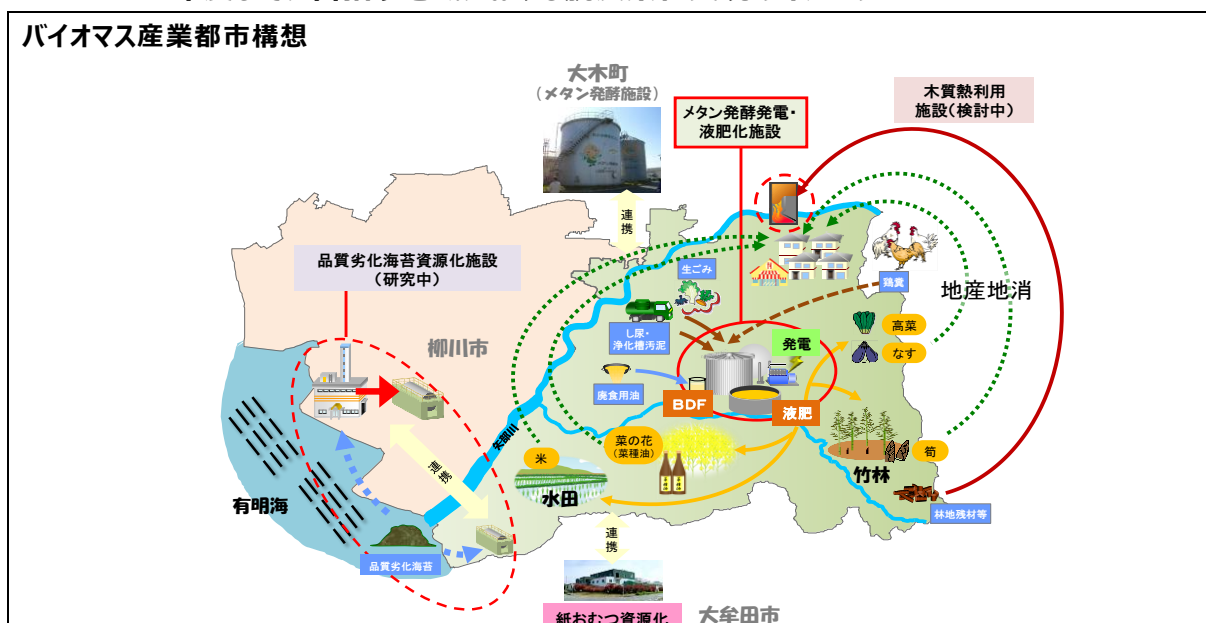 バイオマス産業都市構想
大木町
（メタン発酵施設）
メタン発酵発電・
液肥化施設
木質熱利用
施設（検討中）
連携
品質劣化海苔資源化施設
（研究中）
生ごみ
鶏糞
地産地消
高菜
なす
し尿・
浄化槽汚泥
発電
柳川市
廃食用油
BDF
液肥
矢部川
菜の花
（菜種油）
米
筍
竹林
水田
連携
有明海
林地残材等
品質劣化海苔
連携
紙おむつ資源化
大牟田市